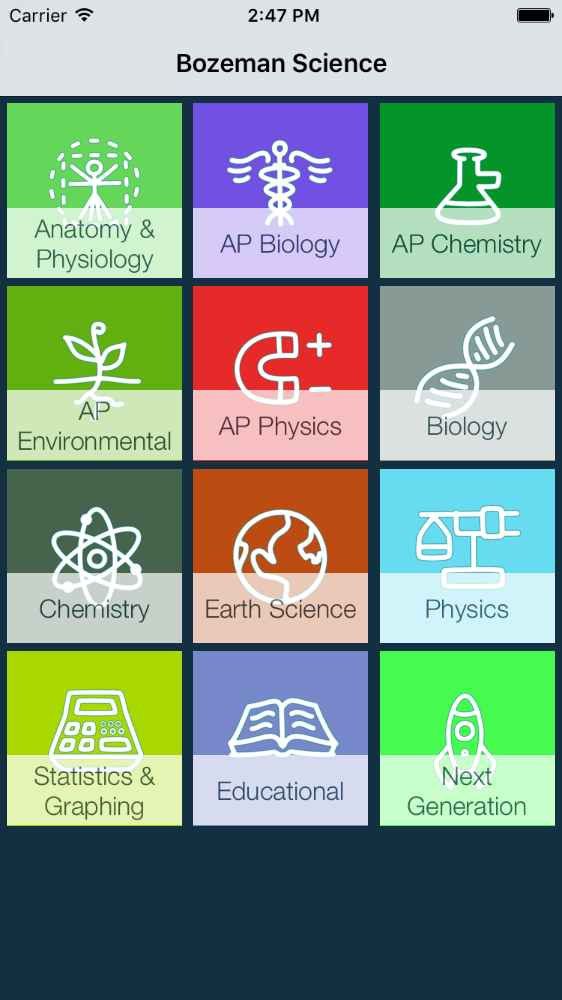 Carrier 2:47 PM
Bozeman Science
Anatomy &
Physiology
AP Biology
AP Chemistry
AP
Environmental
AP Physics
Biology
Chemistry
Earth Science
Physics
Statistics &
Graphing
Educational
Next
Generation